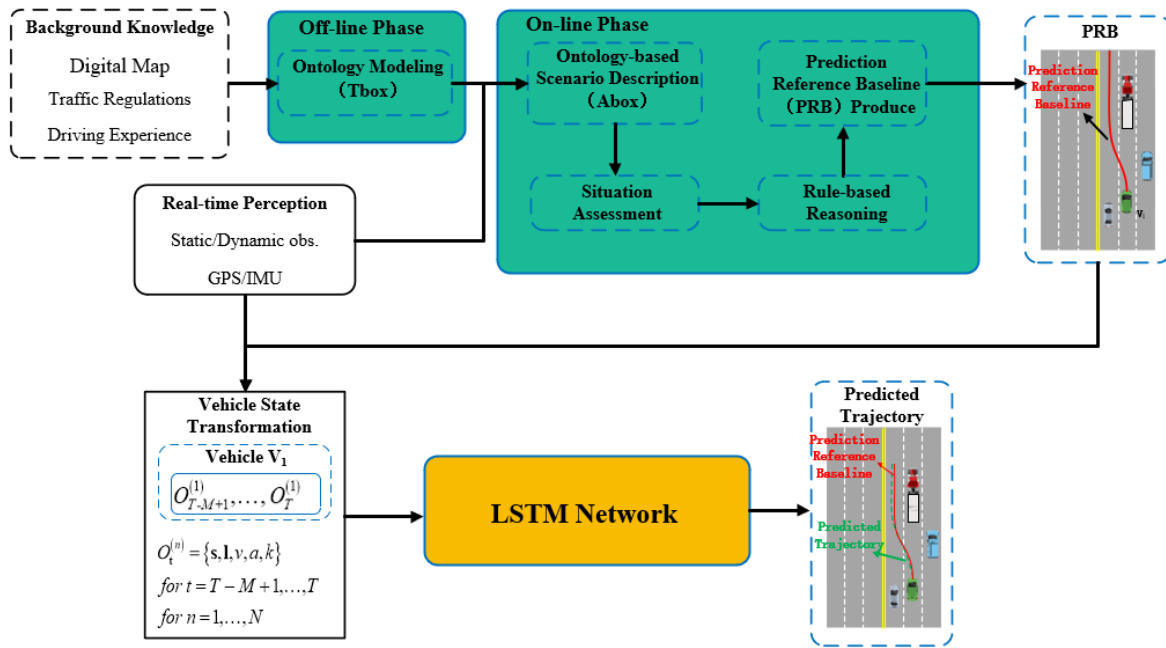 Background Knowledge
Digital Map
Traffic Regulations
Driving Experience
Off-line Phase
Ontology Modeling
（Tbox）
On-line Phase
Ontology-based
Scenario Description
（Abox）
Prediction
Reference Baseline
（PRB）Produce
Situation
Assessment
Rule-based
Reasoning
PRB
Prediction
Reference
Baseline
V₁
Real-time Perception
Static/Dynamic obs.
GPS/IMU
Vehicle State
Transformation
Vehicle V₁
O_{T-M+1}^{(1)},…, O_T^{(1)}
O_t^{(n)} = {s, l, v, a, k}
for t = T − M + 1,…,T
for n = 1,…, N
LSTM Network
Predicted
Trajectory
Prediction
Reference
Baseline
Predicted
Trajectory